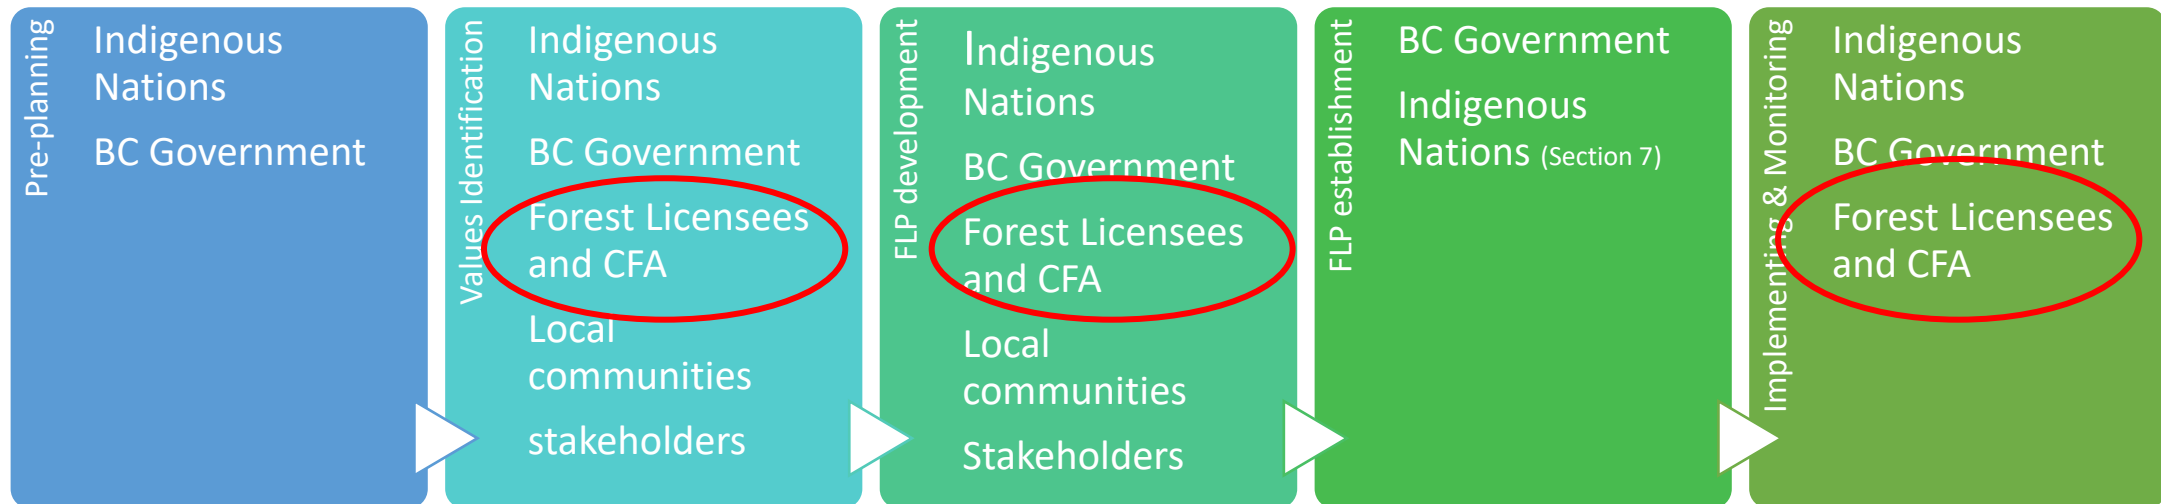 Pre-planning
Indigenous
Nations
BC Government
Values Identification
Indigenous
Nations
BC Government
Forest Licensees
and CFA
Local
communities
stakeholders
FLP development
Indigenous
Nations
BC Government
Forest Licensees
and CFA
Local
communities
Stakeholders
FLP establishment
BC Government
Indigenous
Nations (Section 7)
Implementing & Monitoring
Indigenous
Nations
BC Government
Forest Licensees
and CFA